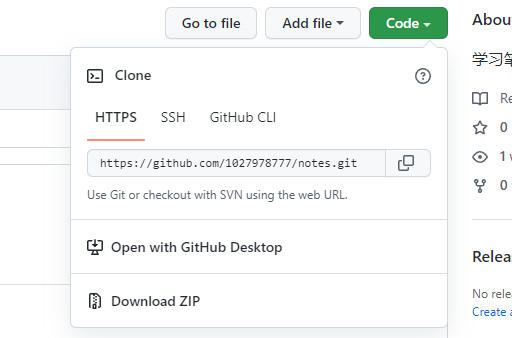 Go to file
Add file
Code
Clone
HTTPS
SSH
GitHub CLI
https://github.com/1027978777/notes.git
Use Git or checkout with SVN using the web URL.
Open with GitHub Desktop
Download ZIP
Abou
学习笔
Re
0
1 w
0
Relea
No rele
Create a